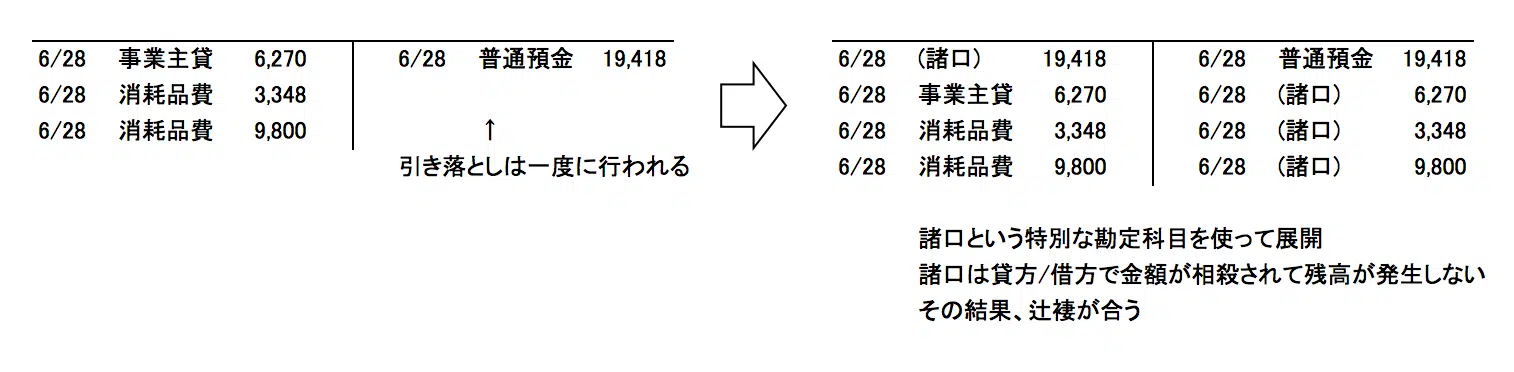 6/28 事業主貸 6,270 6/28 普通預金 19,418
6/28 消耗品費 3,348
6/28 消耗品費 9,800 ↑
引き落としは一度に行われる
6/28 (諸口) 19,418 6/28 普通預金 19,418
6/28 事業主貸 6,270 6/28 (諸口) 6,270
6/28 消耗品費 3,348 6/28 (諸口) 3,348
6/28 消耗品費 9,800 6/28 (諸口) 9,800
諸口という特別な勘定科目を使って展開
諸口は貸方/借方で金額が相殺されて残高が発生しない
その結果、辻褄が合う